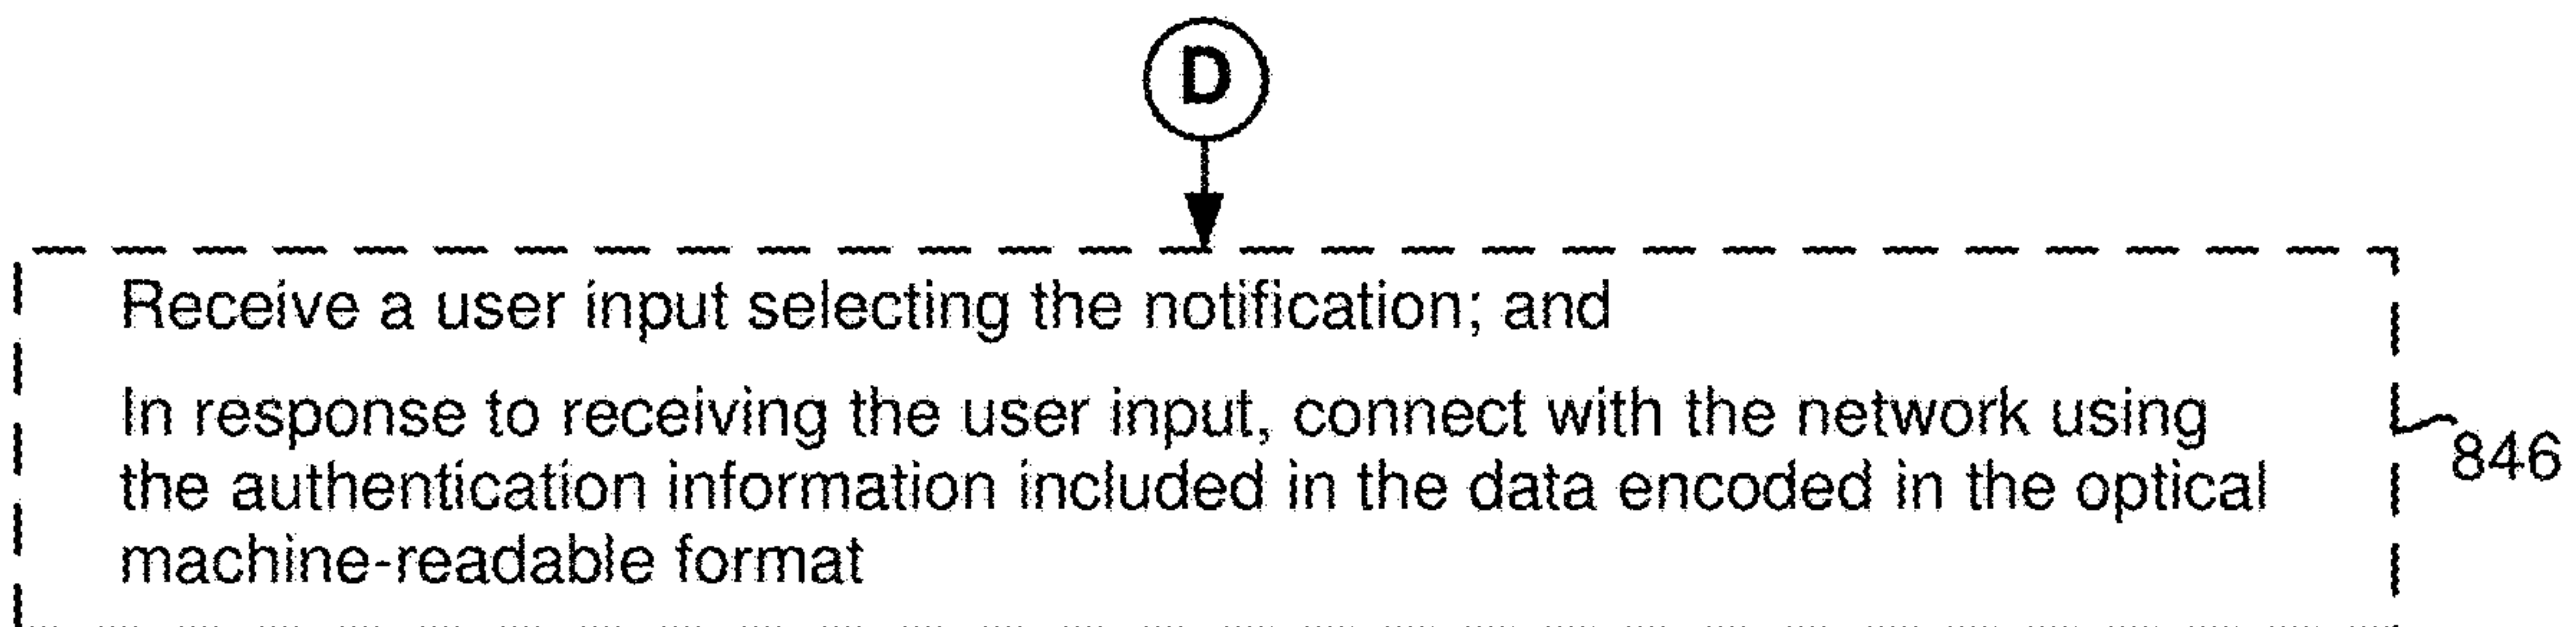 D
Receive a user input selecting the notification; and
In response to receiving the user input, connect with the network using
the authentication information included in the data encoded in the optical
machine-readable format
846